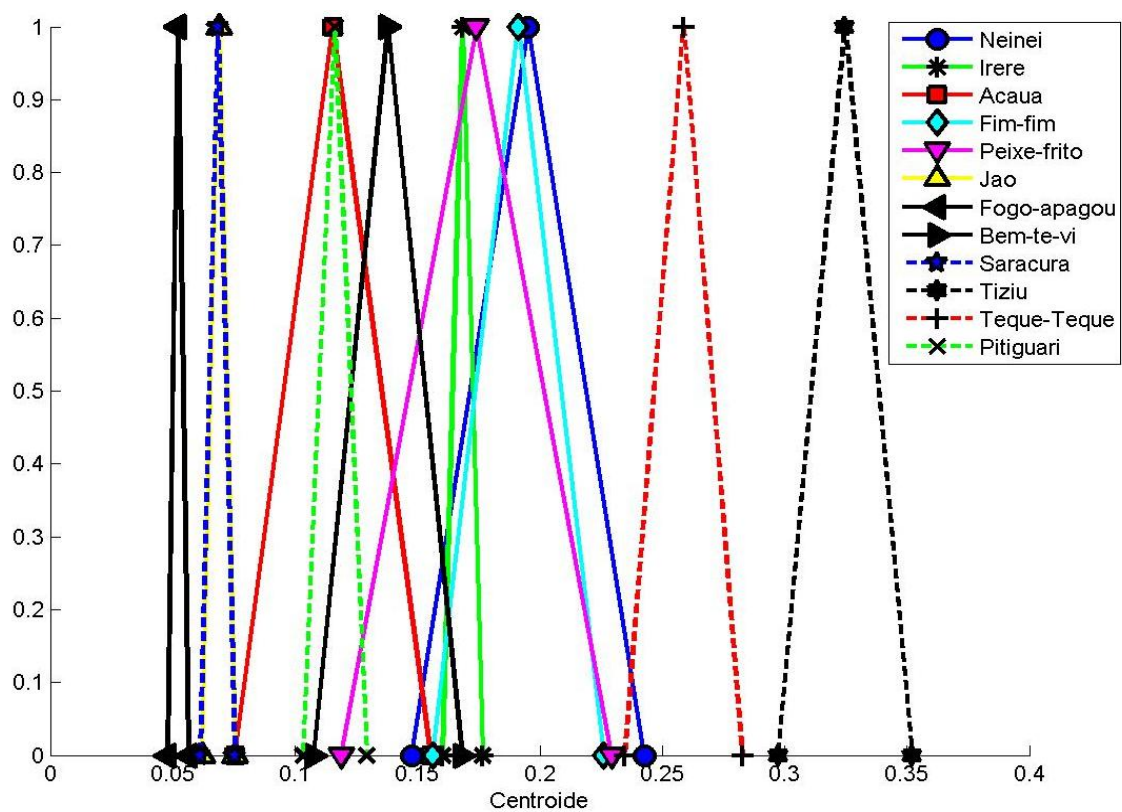 1
0.9
0.8
0.7
0.6
0.5
0.4
0.3
0.2
0.1
0
0 0.05 0.1 0.15 0.2 0.25 0.3 0.35 0.4
Centroide
Neinei
Irere
Acaua
Fim-fim
Peixe-frito
Jao
Fogo-apagou
Bem-te-vi
Saracura
Tiziu
Teque-Teque
Pitiguari